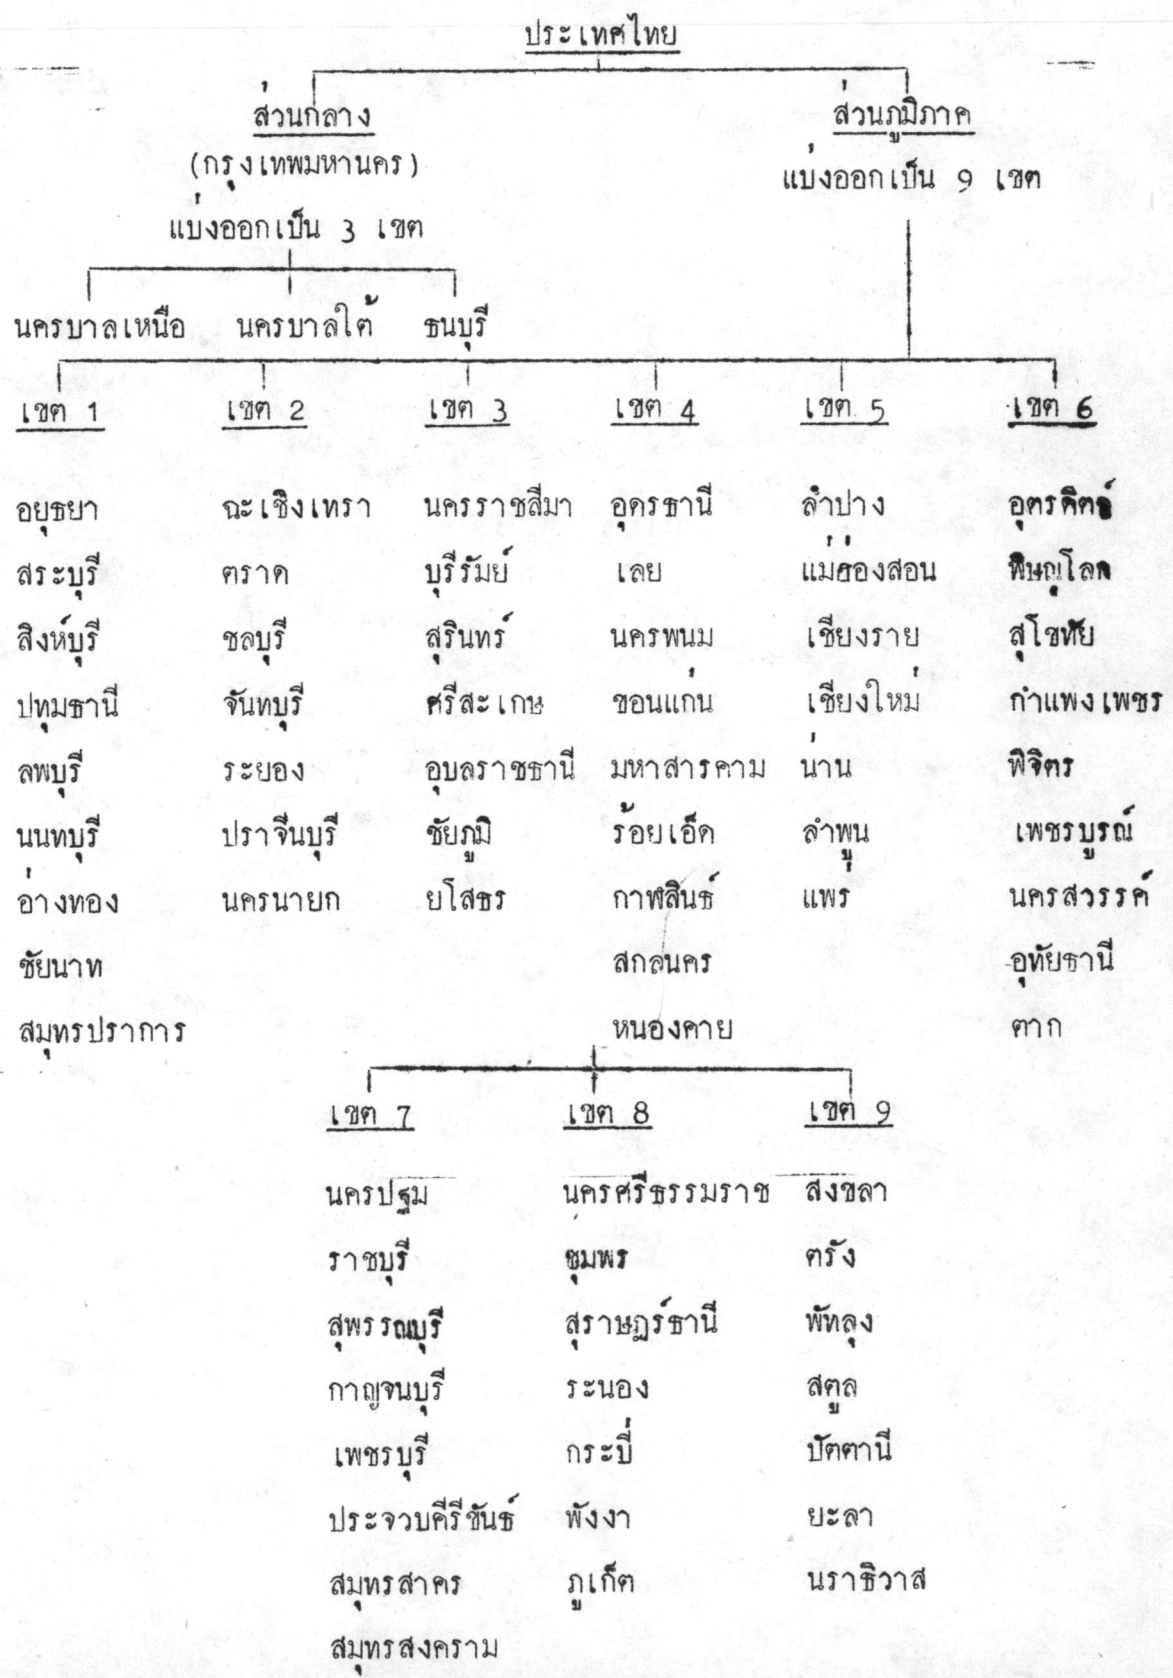 ประเทศไทย
ส่วนกลาง ส่วนภูมิภาค
(กรุงเทพมหานคร) แบ่งออกเป็น 9 เขต
แบ่งออกเป็น 3 เขต
นครบาลเหนือ นครบาลใต้ ธนบุรี
เขต 1 เขต 2 เขต 3 เขต 4 เขต 5 เขต 6
อยุธยา ฉะเชิงเทรา นครราชสีมา อุดรธานี ลำปาง อุตรดิตถ์
สระบุรี ตราด บุรีรัมย์ เลย แม่ฮ่องสอน พิษณุโลก
สิงห์บุรี ชลบุรี สุรินทร์ นครพนม เชียงราย สุโขทัย
ปทุมธานี จันทบุรี ศรีสะเกษ ขอนแก่น เชียงใหม่ กำแพงเพชร
ลพบุรี ระยอง อุบลราชธานี มหาสารคาม น่าน พิจิตร
นนทบุรี ปราจีนบุรี ชัยภูมิ ร้อยเอ็ด ลำพูน เพชรบูรณ์
อ่างทอง นครนายก ยโสธร กาฬสินธ์ แพร่ นครสวรรค์
ชัยนาท สกลนคร อุทัยธานี
สมุทรปราการ หนองคาย ตาก
เขต 7 เขต 8 เขต 9
นครปฐม นครศรีธรรมราช สงขลา
ราชบุรี ชุมพร ตรัง
สุพรรณบุรี สุราษฎร์ธานี พัทลุง
กาญจนบุรี ระนอง สตูล
เพชรบุรี กระบี่ ปัตตานี
ประจวบคีรีขันธ์ พังงา ยะลา
สมุทรสาคร ภูเก็ต นราธิวาส
สมุทรสงคราม